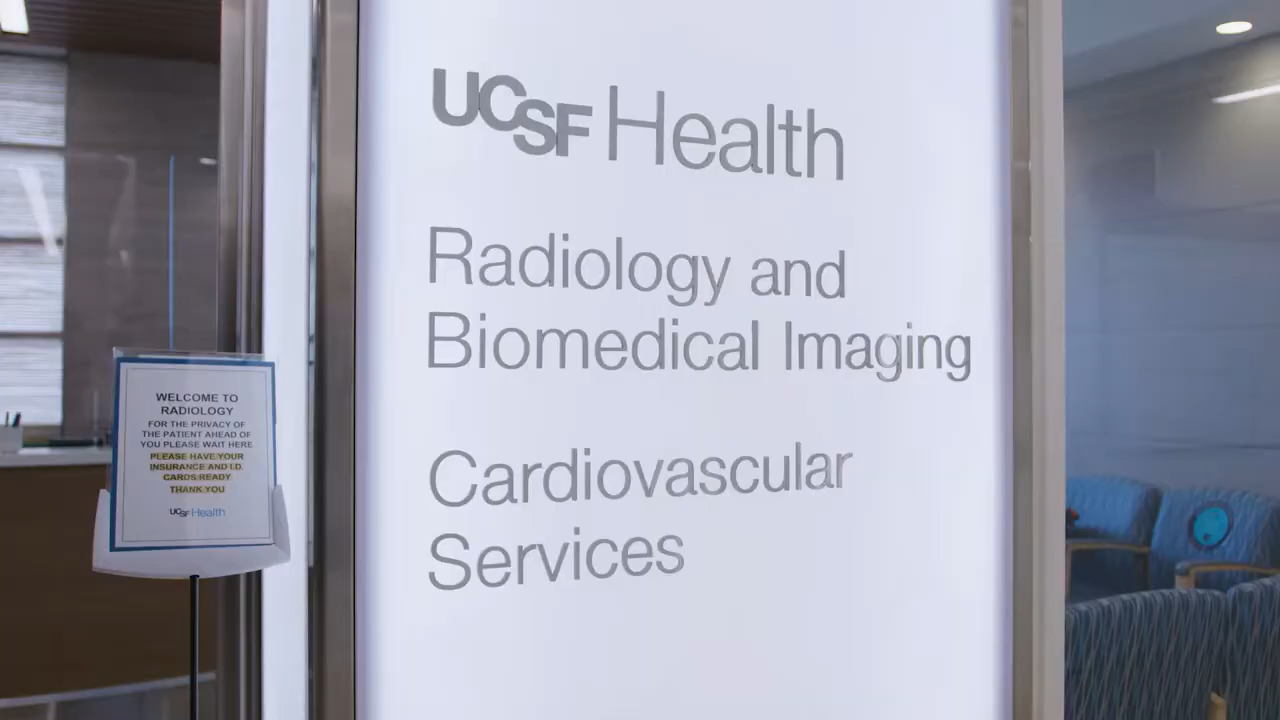 UCSF Health
Radiology and
Biomedical Imaging
Cardiovascular
Services
WELCOME TO
RADIOLOGY
FOR THE PRIVACY OF
THE PATIENT AHEAD OF
YOU PLEASE WAIT HERE
PLEASE HAVE YOUR
INSURANCE AND I.D.
CARDS READY
THANK YOU
UCSF Health